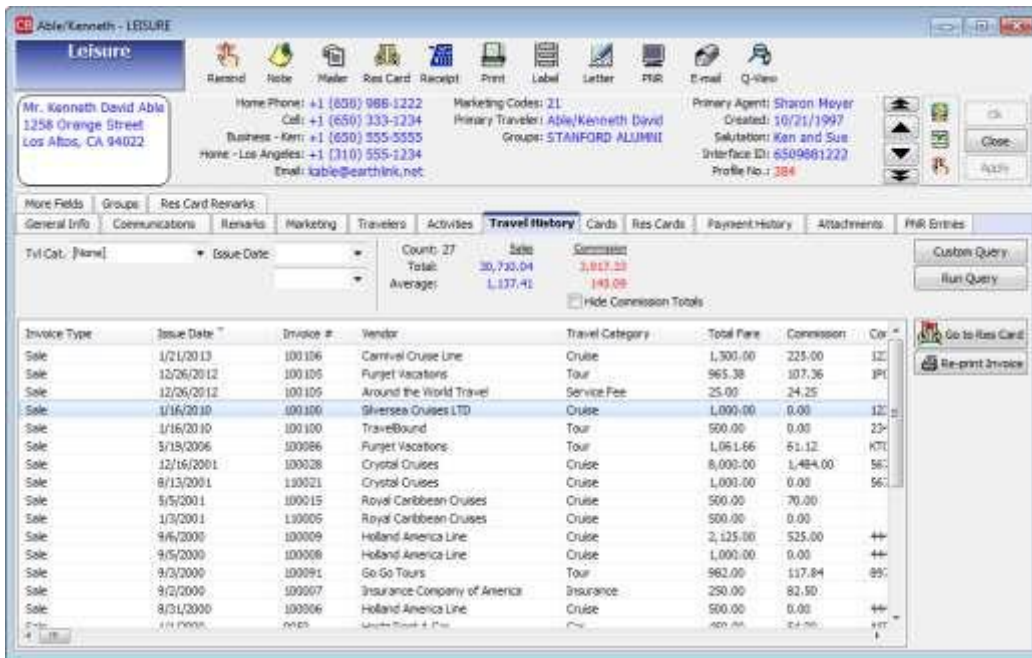 Able/Kenneth - LEISURE
Leisure
Remind Note Mailer Res Card Receipt Print Label Letter PNR E-mail Q-View
Mr. Kenneth David Able
1258 Orange Street
Los Altos, CA 94022
Home Phone: +1 (650) 988-1222
Cell: +1 (650) 333-1234
Business - Ken: +1 (650) 555-5555
Home - Los Angeles: +1 (310) 555-1234
Email: kable@earthlink.net
Marketing Codes: 21
Primary Traveler: Able/Kenneth David
Groups: STANFORD ALUMNI
Primary Agent: Sharon Meyer
Created: 10/21/1997
Salutation: Ken and Sue
Interface ID: 6509881222
Profile No.: 384
Ok
Close
Apply
More Fields Groups Res Card Remarks
General Info Communications Remarks Marketing Travelers Activities Travel History Cards Res Cards Payment History Attachments PNR Entries
Tvl Cat. [None] Issue Date
Count: 27 Sales Commission
Total: 30,710.04
Average: 1,137.41
Hide Commission Totals
Custom Query
Run Query
Go to Res Card
Re-print Invoice
Invoice Type Issue Date Invoice # Vendor Travel Category Total Fare Commission
Sale 1/21/2013 100106 Carnival Cruise Line Cruise 1,500.00 225.00
Sale 12/26/2012 100105 Funjet Vacations Tour 965.38 107.36
Sale 12/26/2012 100105 Around the World Travel Service Fee 25.00 24.25
Sale 1/16/2010 100100 Silversea Cruises LTD Cruise 1,000.00 0.00
Sale 1/16/2010 100100 TravelBound Tour 500.00 0.00
Sale 5/19/2006 100086 Funjet Vacations Tour 1,061.66 61.12
Sale 12/16/2001 100028 Crystal Cruises Cruise 8,000.00 1,484.00
Sale 8/13/2001 110021 Crystal Cruises Cruise 1,000.00 0.00
Sale 5/5/2001 100015 Royal Caribbean Cruises Cruise 500.00 70.00
Sale 1/3/2001 110005 Royal Caribbean Cruises Cruise 500.00 0.00
Sale 9/6/2000 100009 Holland America Line Cruise 2,125.00 525.00
Sale 9/5/2000 100008 Holland America Line Cruise 1,000.00 0.00
Sale 9/3/2000 100091 Go Go Tours Tour 982.00 117.84
Sale 9/2/2000 100007 Insurance Company of America Insurance 250.00 82.50
Sale 8/31/2000 100006 Holland America Line Cruise 500.00 0.00